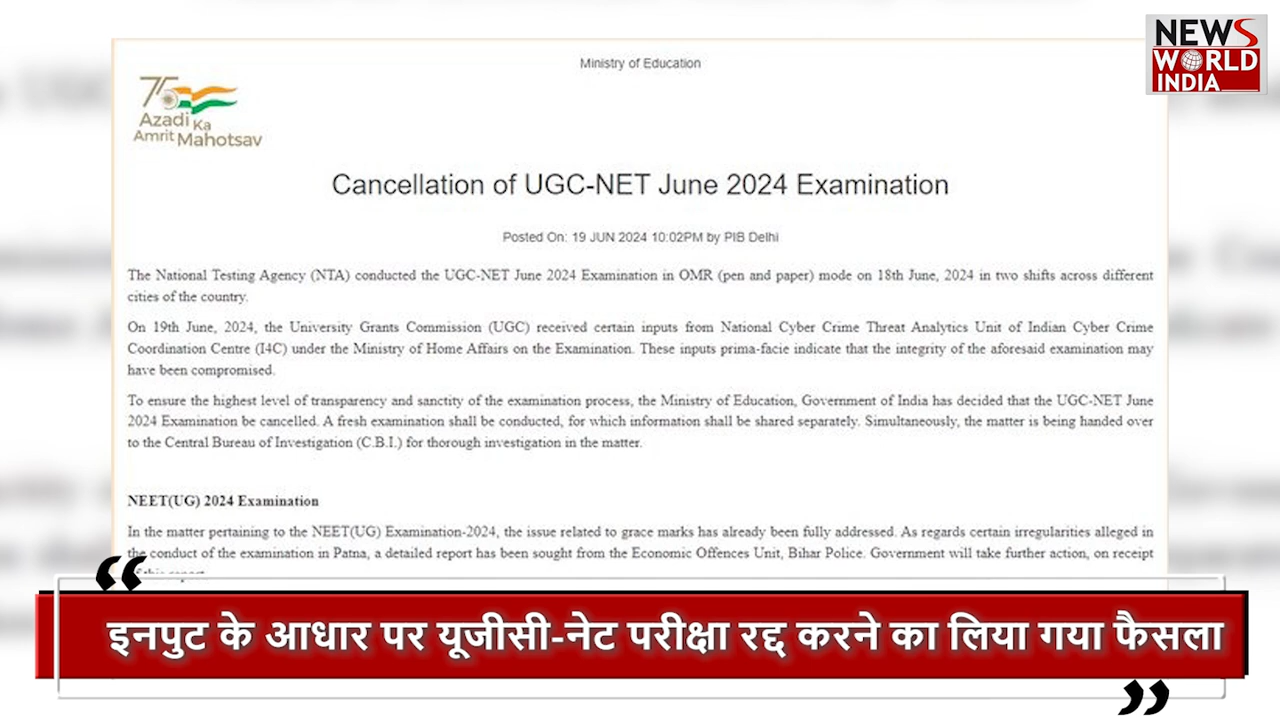 NEWS
WORLD
INDIA
Ministry of Education
75
Azadi Ka
Amrit Mahotsav
Cancellation of UGC-NET June 2024 Examination
Posted On: 19 JUN 2024 10:02PM by PIB Delhi
The National Testing Agency (NTA) conducted the UGC-NET June 2024 Examination in OMR (pen and paper) mode on 18th June, 2024 in two shifts across different
cities of the country.
On 19th June, 2024, the University Grants Commission (UGC) received certain inputs from National Cyber Crime Threat Analytics Unit of Indian Cyber Crime
Coordination Centre (I4C) under the Ministry of Home Affairs on the Examination. These inputs prima-facie indicate that the integrity of the aforesaid examination may
have been compromised.
To ensure the highest level of transparency and sanctity of the examination process, the Ministry of Education, Government of India has decided that the UGC-NET June
2024 Examination be cancelled. A fresh examination shall be conducted, for which information shall be shared separately. Simultaneously, the matter is being handed over
to the Central Bureau of Investigation (C.B.I.) for thorough investigation in the matter.
NEET(UG) 2024 Examination
In the matter pertaining to the NEET(UG) Examination-2024, the issue related to grace marks has already been fully addressed. As regards certain irregularities alleged in
the conduct of the examination in Patna, a detailed report has been sought from the Economic Offences Unit, Bihar Police. Government will take further action, on receipt
“
इनपुट के आधार पर यूजीसी-नेट परीक्षा रद्द करने का लिया गया फैसला
”